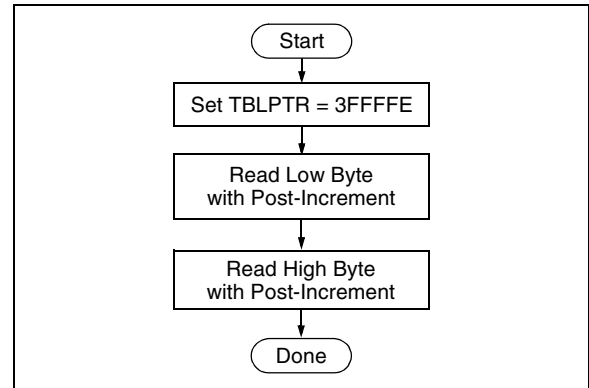 Start
Set TBLPTR = 3FFFFE
Read Low Byte
with Post-Increment
Read High Byte
with Post-Increment
Done